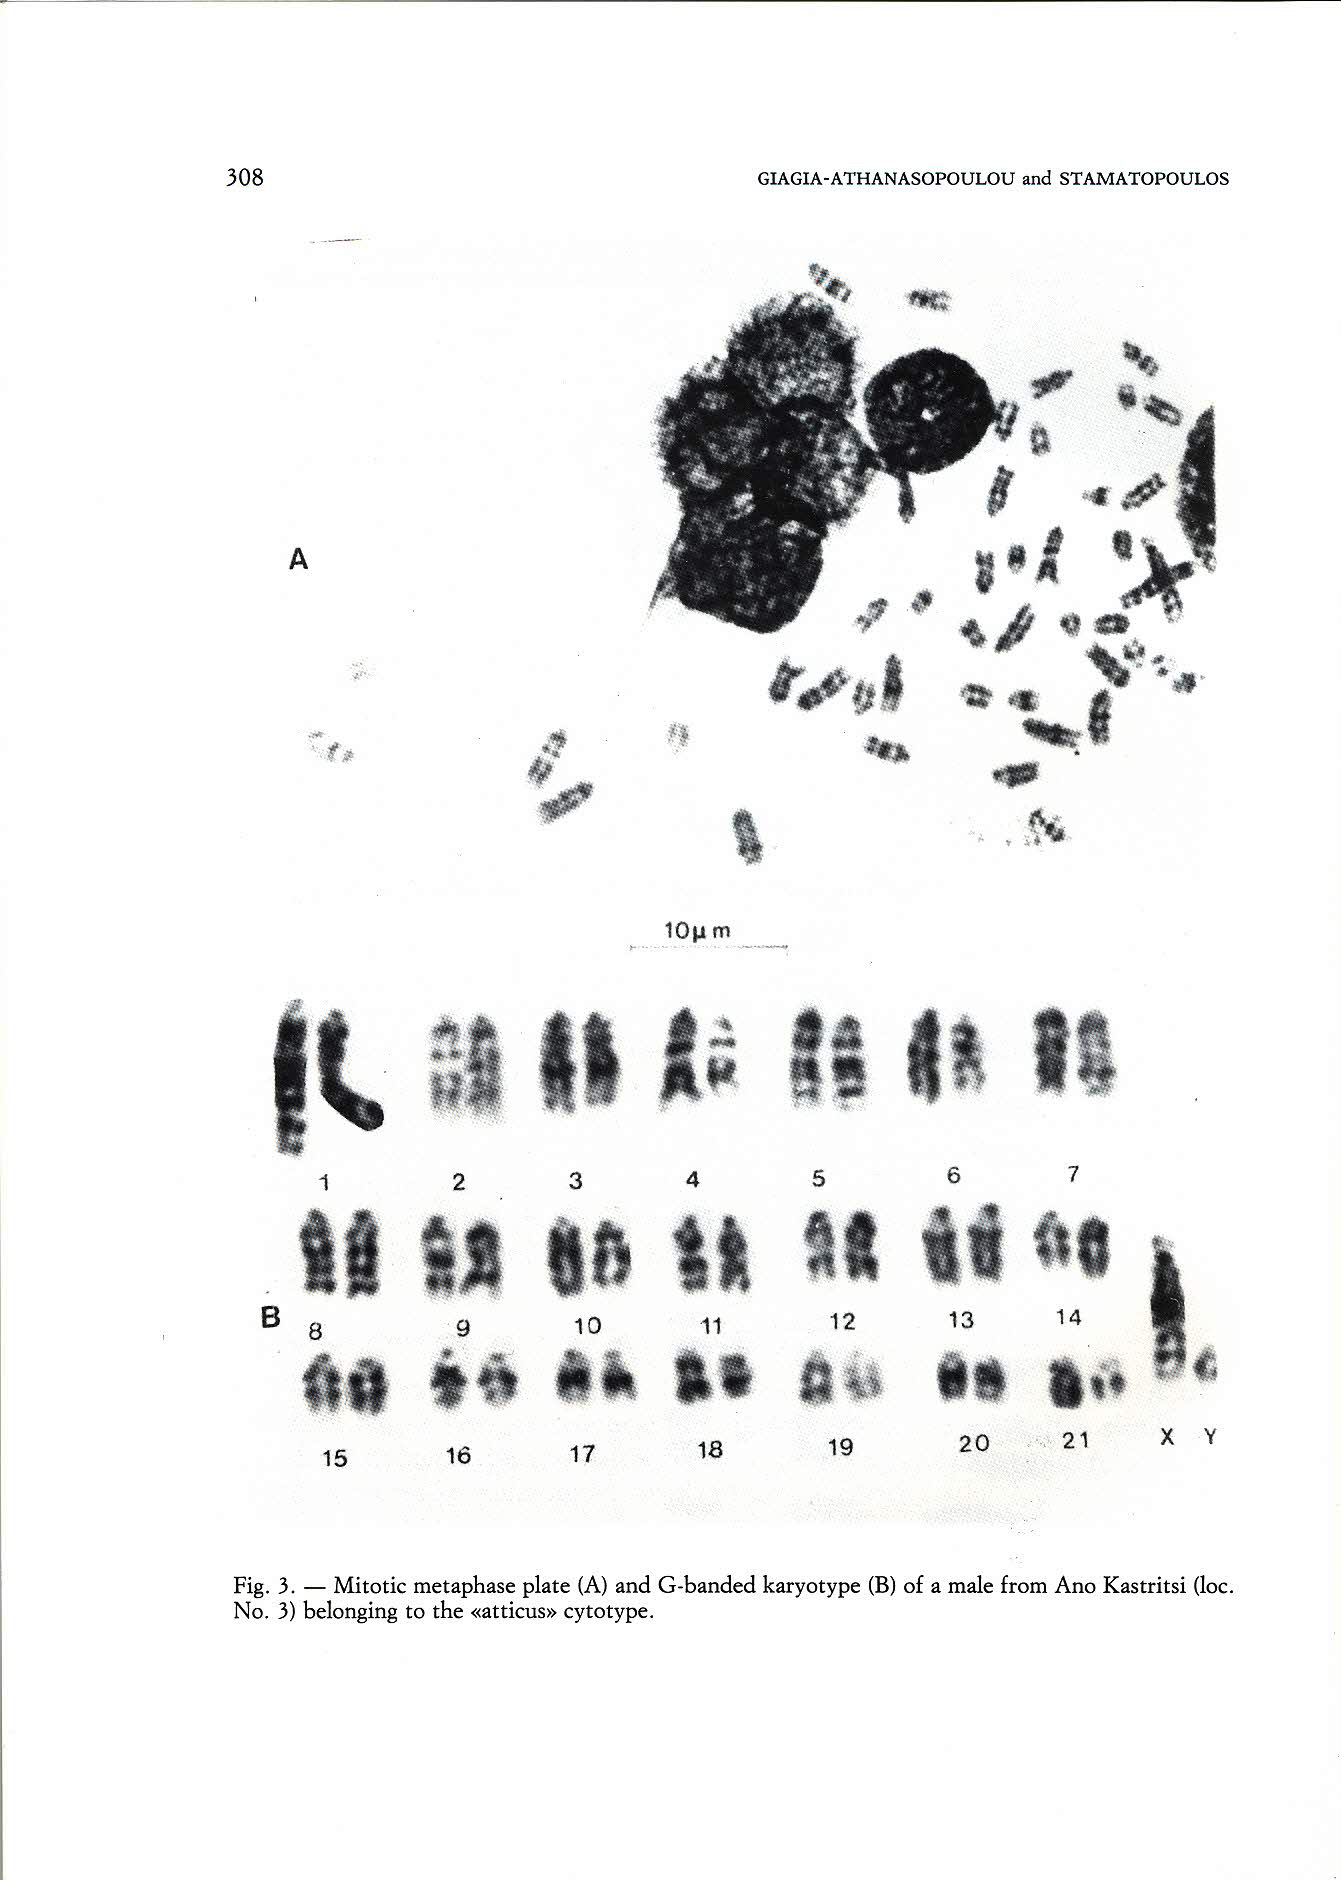 308
GIAGIA-ATHANASOPOULOU and STAMATOPOULOS
A
10µm
1 2 3 4 5 6 7
B
8 9 10 11 12 13 14
15 16 17 18 19 20 21 X Y
Fig. 3. — Mitotic metaphase plate (A) and G-banded karyotype (B) of a male from Ano Kastritsi (loc.
No. 3) belonging to the «atticus» cytotype.